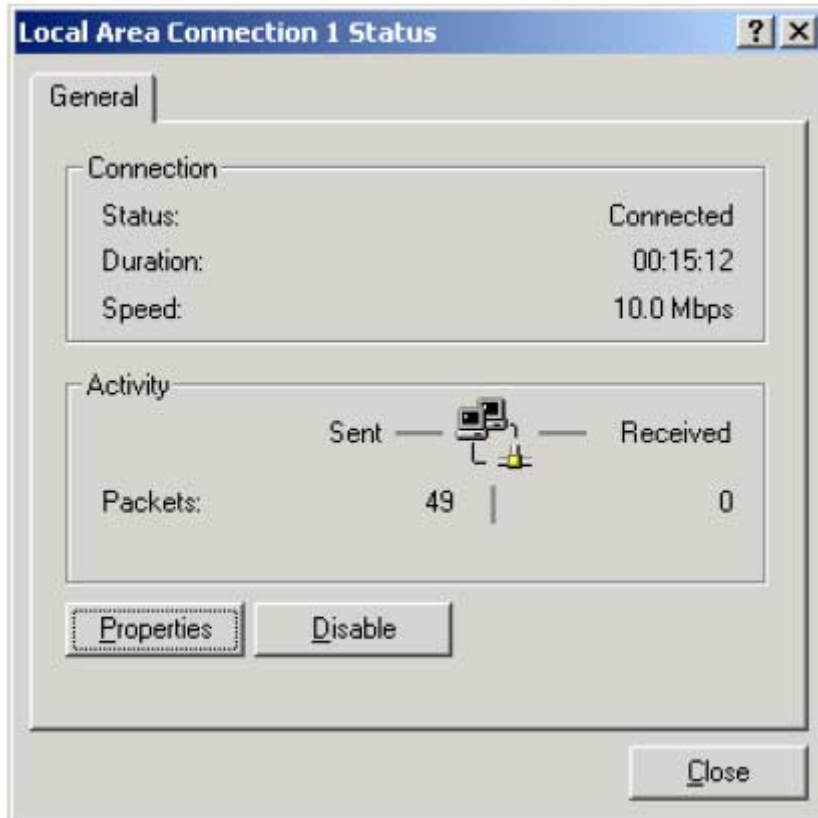 Local Area Connection 1 Status
General
Connection
Status: Connected
Duration: 00:15:12
Speed: 10.0 Mbps
Activity
Sent Received
Packets: 49 0
Properties Disable
Close